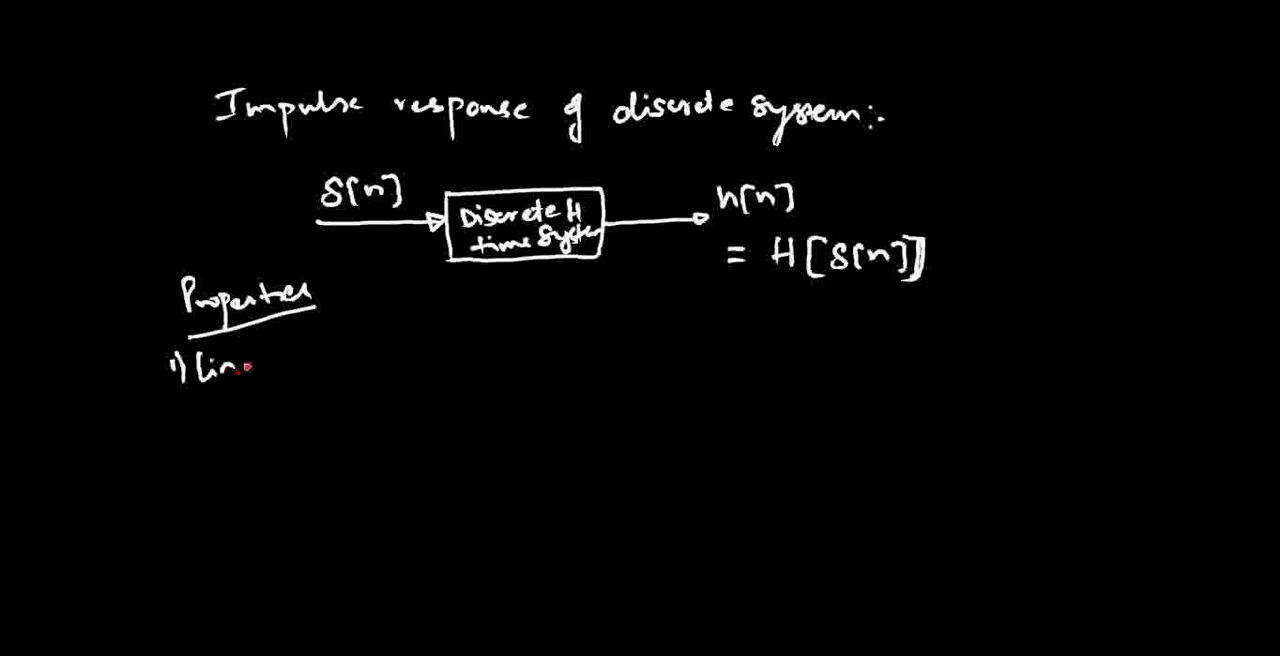 Impulse response of discrete system:.
δ[n]
Discrete H
time System
h[n]
= H[δ[n]]
Properties
1) lin